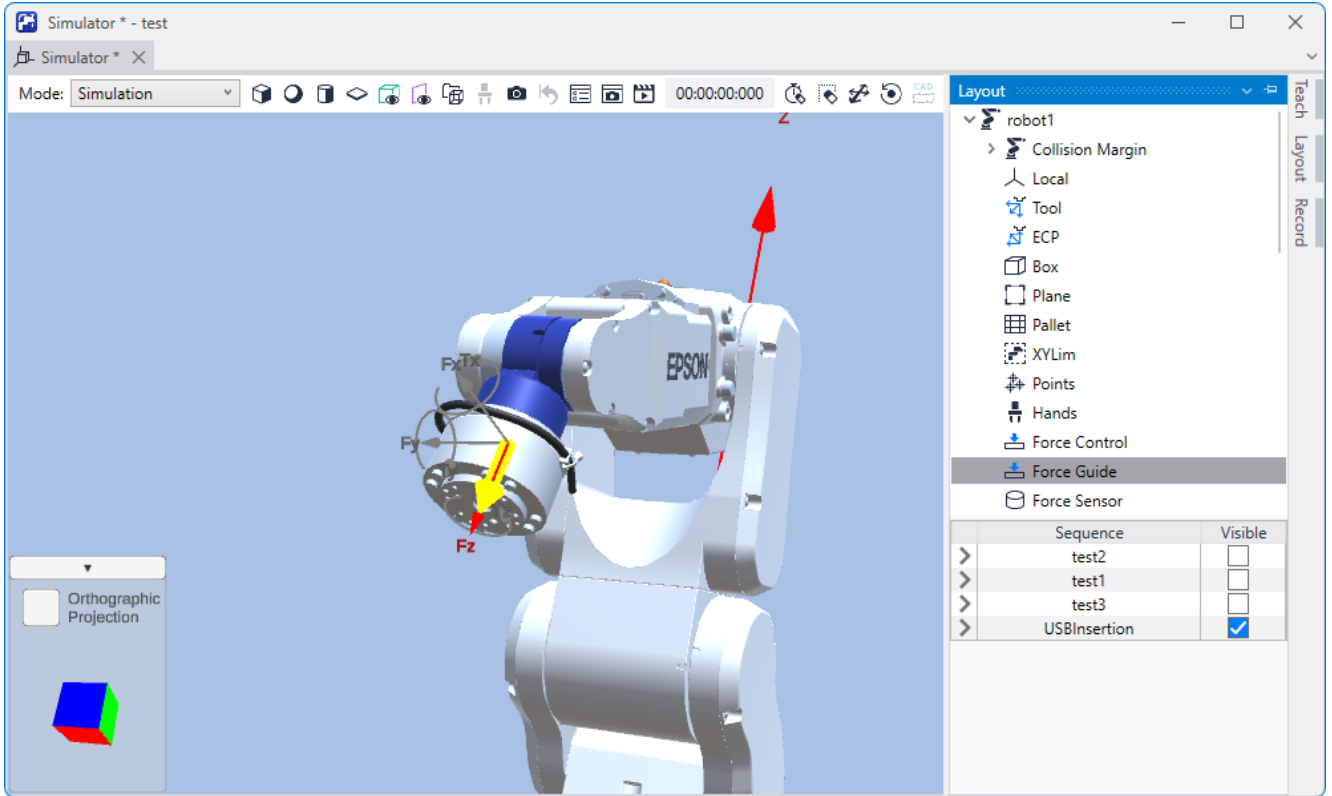 Simulator * - test
Simulator *
Mode: Simulation 00:00:00:000 CAD
Layout
robot1
Collision Margin
Local
Tool
ECP
Box
Plane
Pallet
XYLim
Points
Hands
Force Control
Force Guide
Force Sensor
Sequence Visible
test2
test1
test3
USBInsertion
Teach
Layout
Record
Z
EPSON
Fx Tx
Fy
Fz
Orthographic
Projection